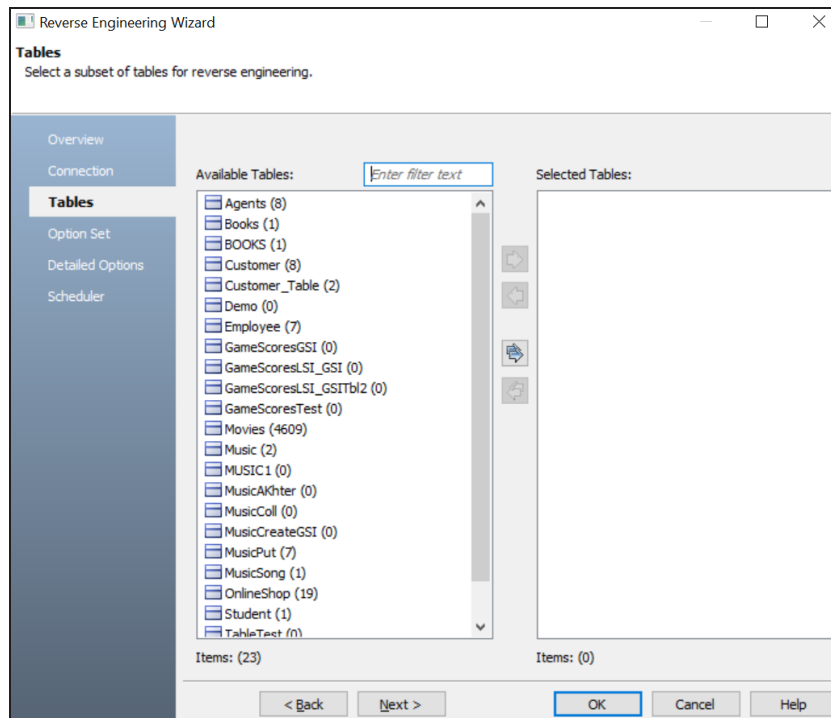 Reverse Engineering Wizard
Tables
Select a subset of tables for reverse engineering.
Overview
Connection
Tables
Option Set
Detailed Options
Scheduler
Available Tables:
Enter filter text
Agents (8)
Books (1)
BOOKS (1)
Customer (8)
Customer_Table (2)
Demo (0)
Employee (7)
GameScoresGSI (0)
GameScoresLSI_GSI (0)
GameScoresLSI_GSITbl2 (0)
GameScoresTest (0)
Movies (4609)
Music (2)
MUSIC1 (0)
MusicAKhter (0)
MusicColl (0)
MusicCreateGSI (0)
MusicPut (7)
MusicSong (1)
OnlineShop (19)
Student (1)
TableTest (0)
Items: (23)
Selected Tables:
Items: (0)
< Back
Next >
OK
Cancel
Help